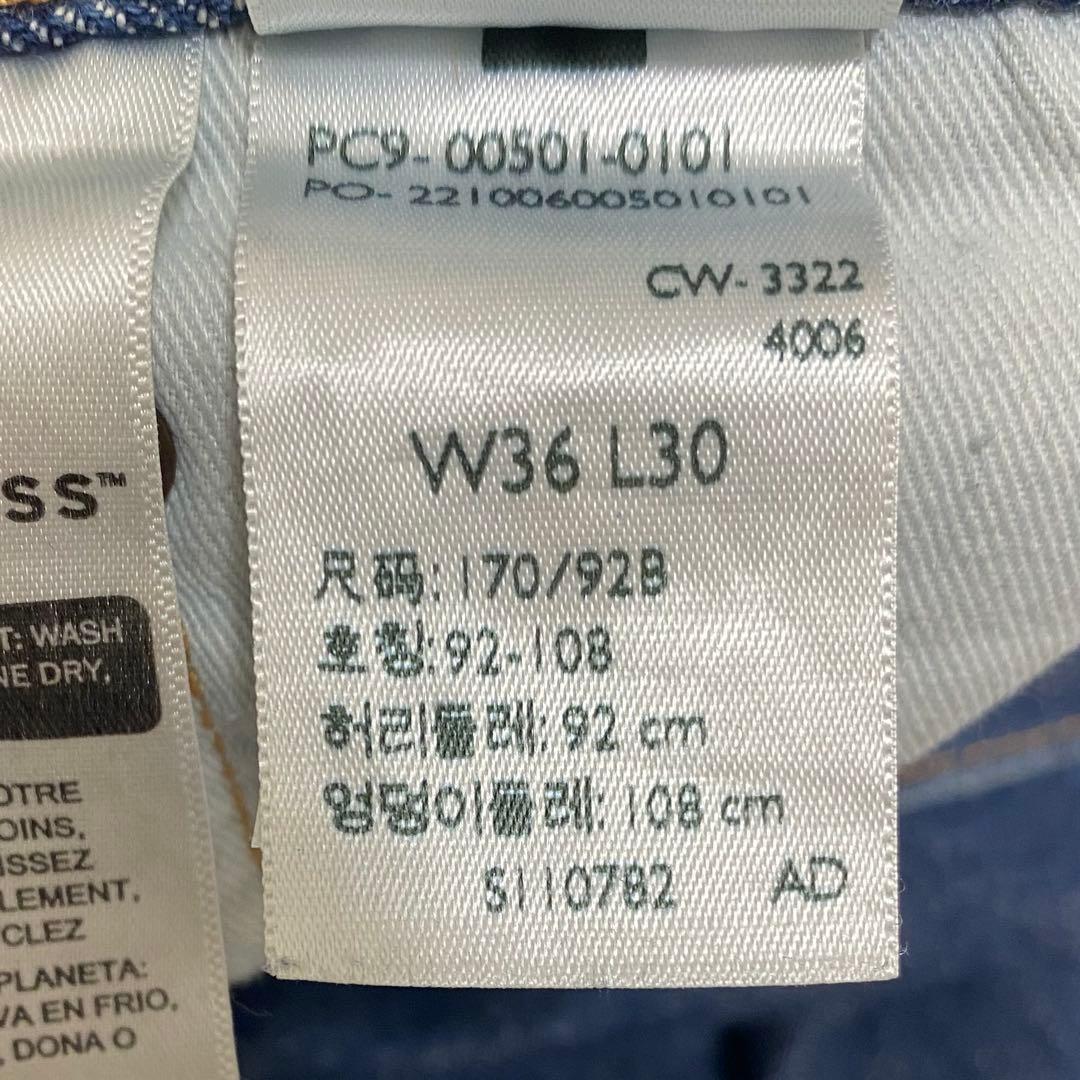 PC9-00501-0101
PO-221006005010101
CW-3322
4006
W36 L30
尺码:170/92B
호칭:92-108
허리둘레:92 cm
엉덩이둘레:108 cm
S110782 AD
SS™
T: WASH
NE DRY.
OTRE
OINS,
ISSEZ
LEMENT,
CLEZ
PLANETA:
VA EN FRIO,
, DONA O